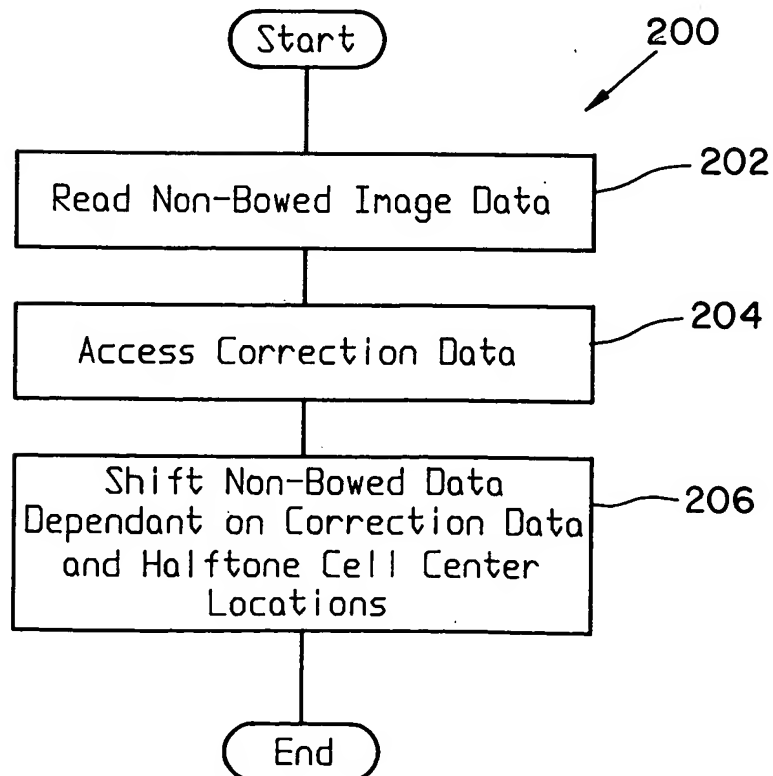 Start
200
Read Non-Bowed Image Data
202
Access Correction Data
204
Shift Non-Bowed Data
Dependant on Correction Data
and Halftone Cell Center
Locations
206
End